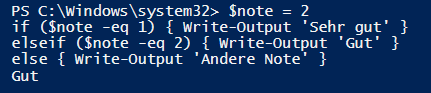 PS C:\Windows\system32> $note = 2
if ($note -eq 1) { Write-Output 'Sehr gut' }
elseif ($note -eq 2) { Write-Output 'Gut' }
else { Write-Output 'Andere Note' }
Gut